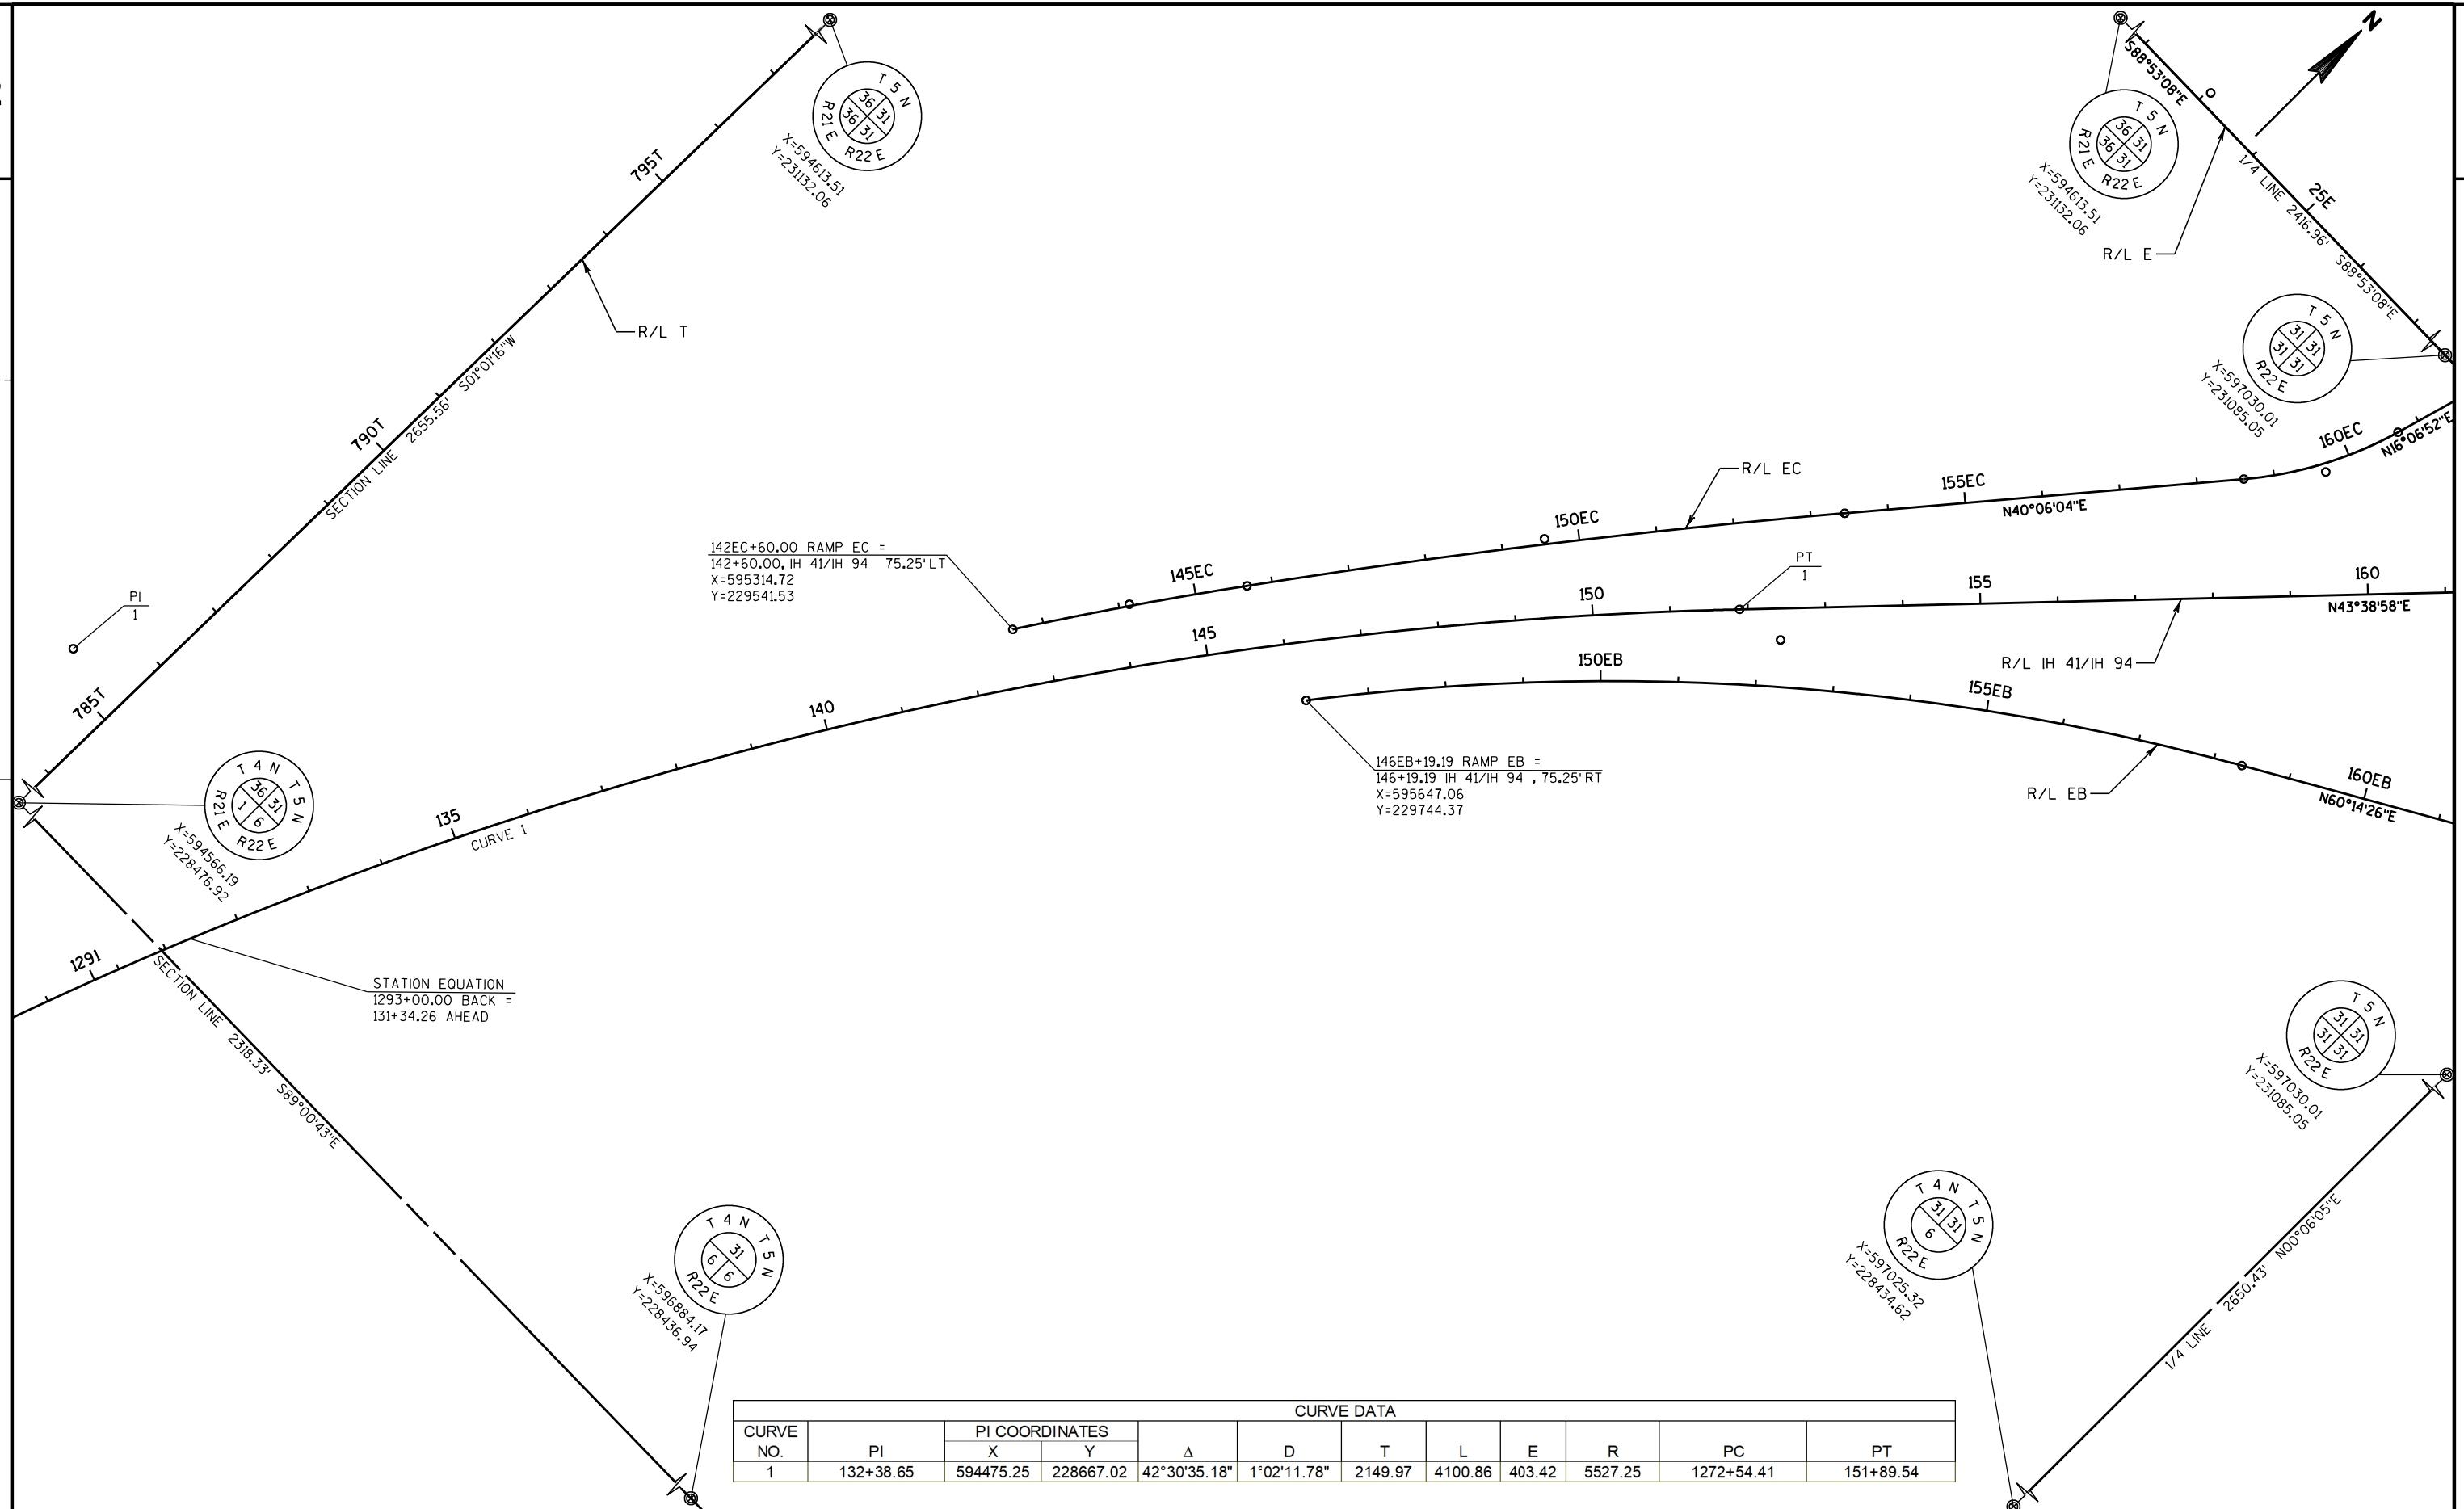 N
T 5 N
36
31
36
31
R21 E
R22 E
X=594613.51
Y=231132.06
795T
R/L T
SECTION LINE 2655.56' S01°01'16"W
790T
785T
PI
1
S88°53'08"E
T 5 N
36
31
36
31
R21 E
R22 E
X=594613.51
Y=231132.06
R/L E
1/4 LINE 2416.96' S88°53'08"E
25E
T 5 N
31
31
31
31
R22 E
X=597030.01
Y=231085.05
142EC+60.00 RAMP EC =
142+60.00, IH 41/IH 94 75.25' LT
X=595314.72
Y=229541.53
145EC
150EC
R/L EC
155EC
N40°06'04"E
160EC
N16°06'52"E
PT
1
1291
135
CURVE 1
140
145
150
155
160
N43°38'58"E
R/L IH 41/IH 94
150EB
155EB
160EB
N60°14'26"E
R/L EB
146EB+19.19 RAMP EB =
146+19.19 IH 41/IH 94 , 75.25' RT
X=595647.06
Y=229744.37
T 4 N T 5 N
36
31
1
6
R21 E
R22 E
X=594566.19
Y=228476.92
STATION EQUATION
1293+00.00 BACK =
131+34.26 AHEAD
SECTION LINE 2318.33' S89°00'43"E
T 4 N T 5 N
31
6
6
R22 E
X=596884.17
Y=228436.94
T 5 N
31
31
31
31
R22 E
X=597030.01
Y=231085.05
T 4 N T 5 N
31
31
6
R22 E
X=597025.32
Y=228434.62
1/4 LINE 2650.43' N00°06'05"E
CURVE DATA
CURVE NO. PI PI COORDINATES X Y Δ D T L E R PC PT
1 132+38.65 594475.25 228667.02 42°30'35.18" 1°02'11.78" 2149.97 4100.86 403.42 5527.25 1272+54.41 151+89.54